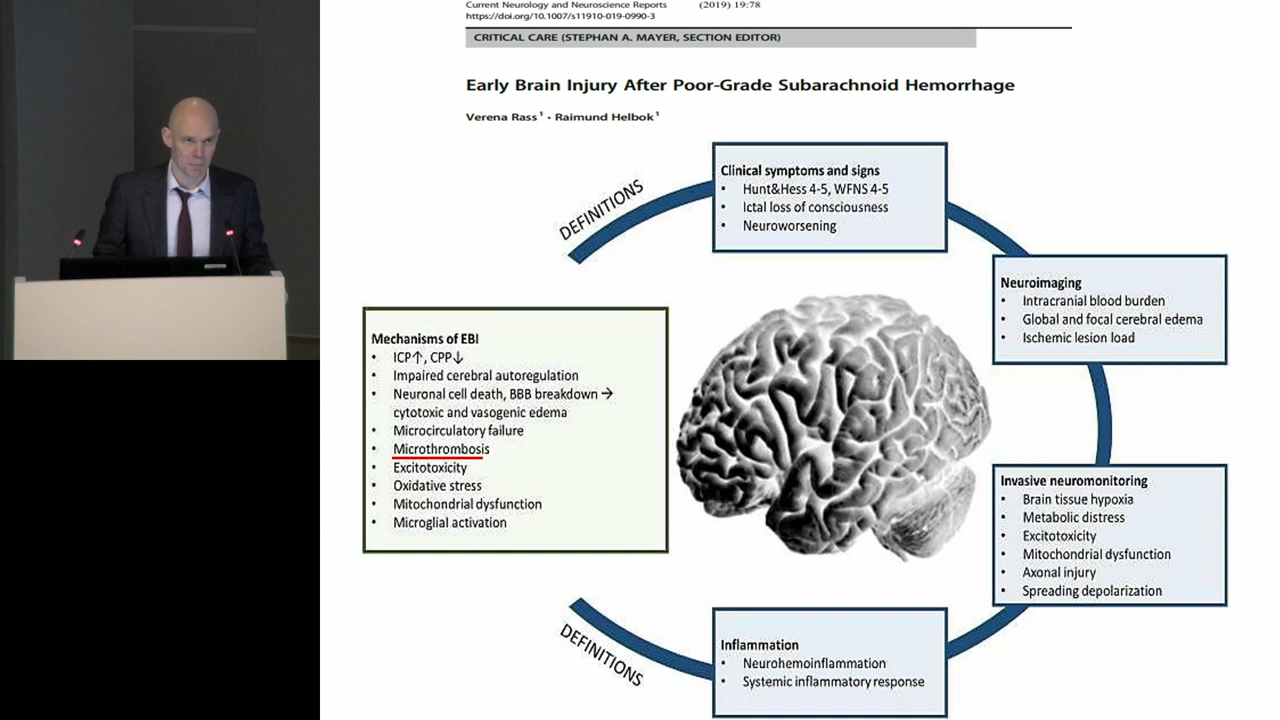 Current Neurology and Neuroscience Reports (2019) 19:78
https://doi.org/10.1007/s11910-019-0990-3
CRITICAL CARE (STEPHAN A. MAYER, SECTION EDITOR)
Early Brain Injury After Poor-Grade Subarachnoid Hemorrhage
Verena Rass¹ · Raimund Helbok¹
DEFINITIONS
Clinical symptoms and signs
• Hunt&Hess 4-5, WFNS 4-5
• Ictal loss of consciousness
• Neuroworsening
Neuroimaging
• Intracranial blood burden
• Global and focal cerebral edema
• Ischemic lesion load
Mechanisms of EBI
• ICP↑, CPP↓
• Impaired cerebral autoregulation
• Neuronal cell death, BBB breakdown →
cytotoxic and vasogenic edema
• Microcirculatory failure
• Microthrombosis
• Excitotoxicity
• Oxidative stress
• Mitochondrial dysfunction
• Microglial activation
Invasive neuromonitoring
• Brain tissue hypoxia
• Metabolic distress
• Excitotoxicity
• Mitochondrial dysfunction
• Axonal injury
• Spreading depolarization
DEFINITIONS
Inflammation
• Neurohemoinflammation
• Systemic inflammatory response